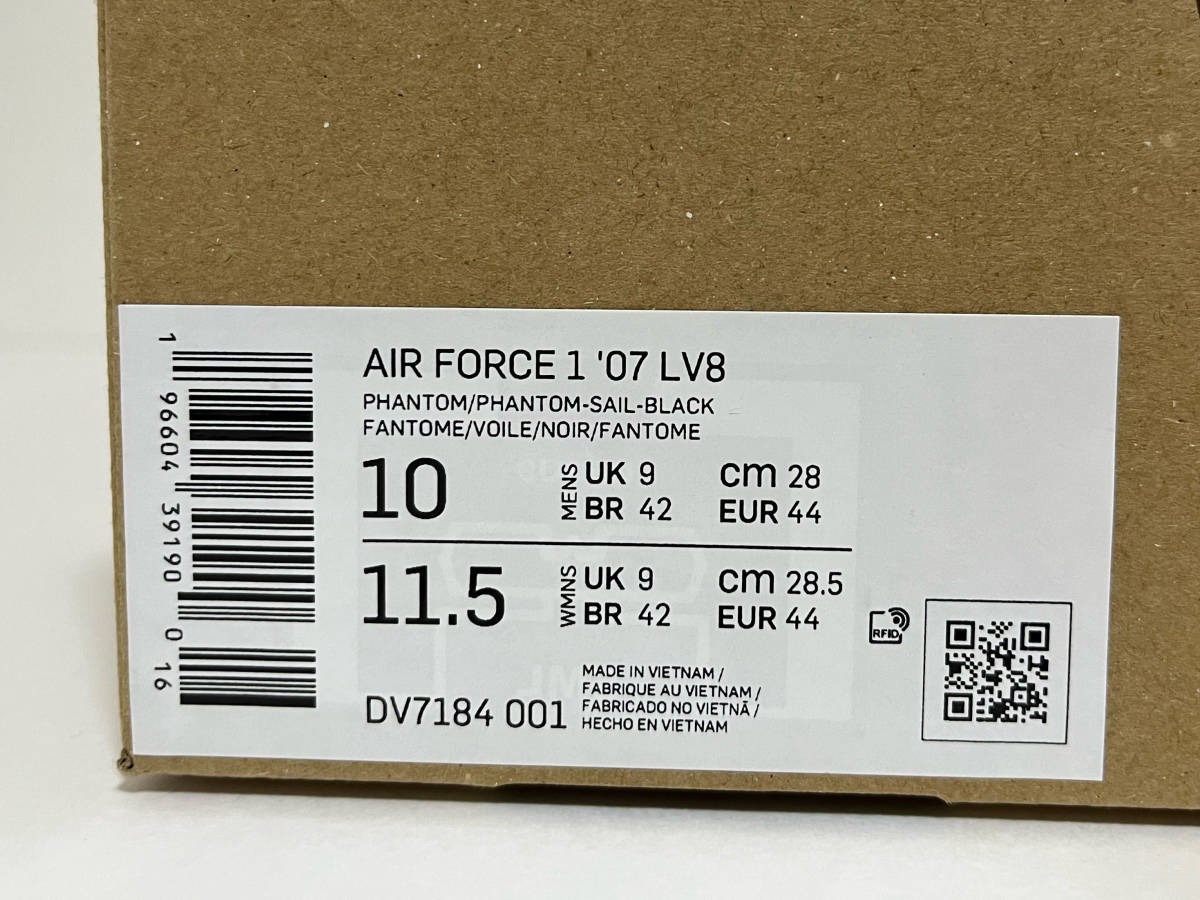 AIR FORCE 1 '07 LV8
PHANTOM/PHANTOM-SAIL-BLACK
FANTOME/VOILE/NOIR/FANTOME
10 MENS UK 9 cm 28
BR 42 EUR 44
11.5 WMNS UK 9 cm 28.5
BR 42 EUR 44
RFID
DV7184 001
MADE IN VIETNAM /
FABRIQUE AU VIETNAM /
FABRICADO NO VIETNÃ /
HECHO EN VIETNAM
1 96604 39190 0 16